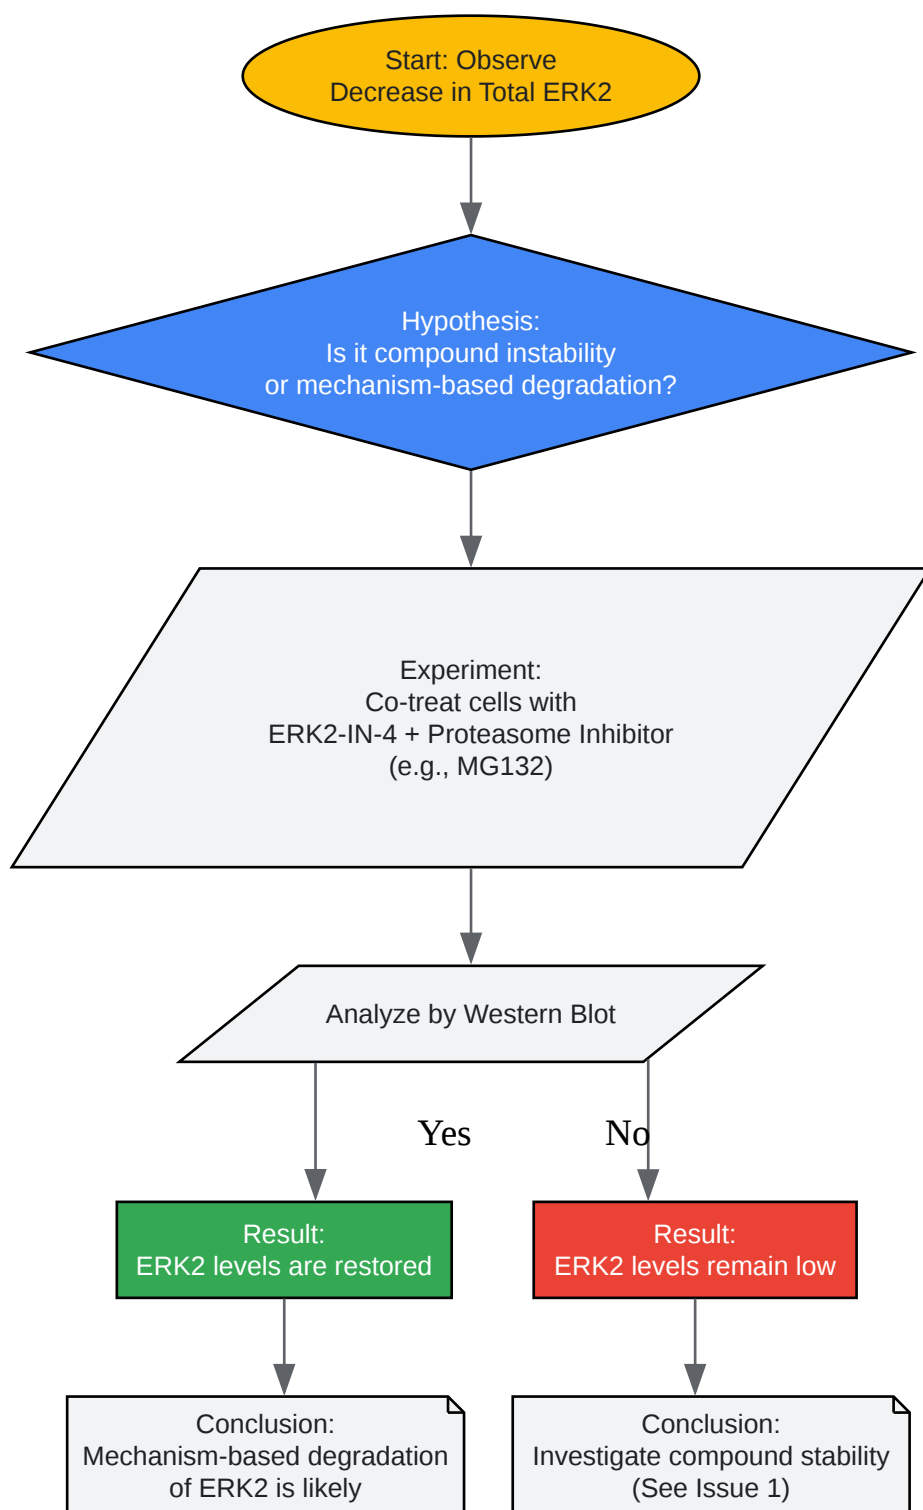 Start: Observe
Decrease in Total ERK2
Hypothesis:
Is it compound instability
or mechanism-based degradation?
Experiment:
Co-treat cells with
ERK2-IN-4 + Proteasome Inhibitor
(e.g., MG132)
Analyze by Western Blot
Yes
No
Result:
ERK2 levels are restored
Result:
ERK2 levels remain low
Conclusion:
Mechanism-based degradation
of ERK2 is likely
Conclusion:
Investigate compound stability
(See Issue 1)